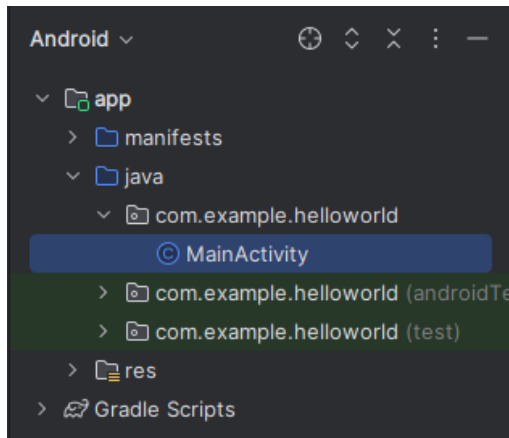 Android
app
manifests
java
com.example.helloworld
MainActivity
com.example.helloworld (androidTe
com.example.helloworld (test)
res
Gradle Scripts